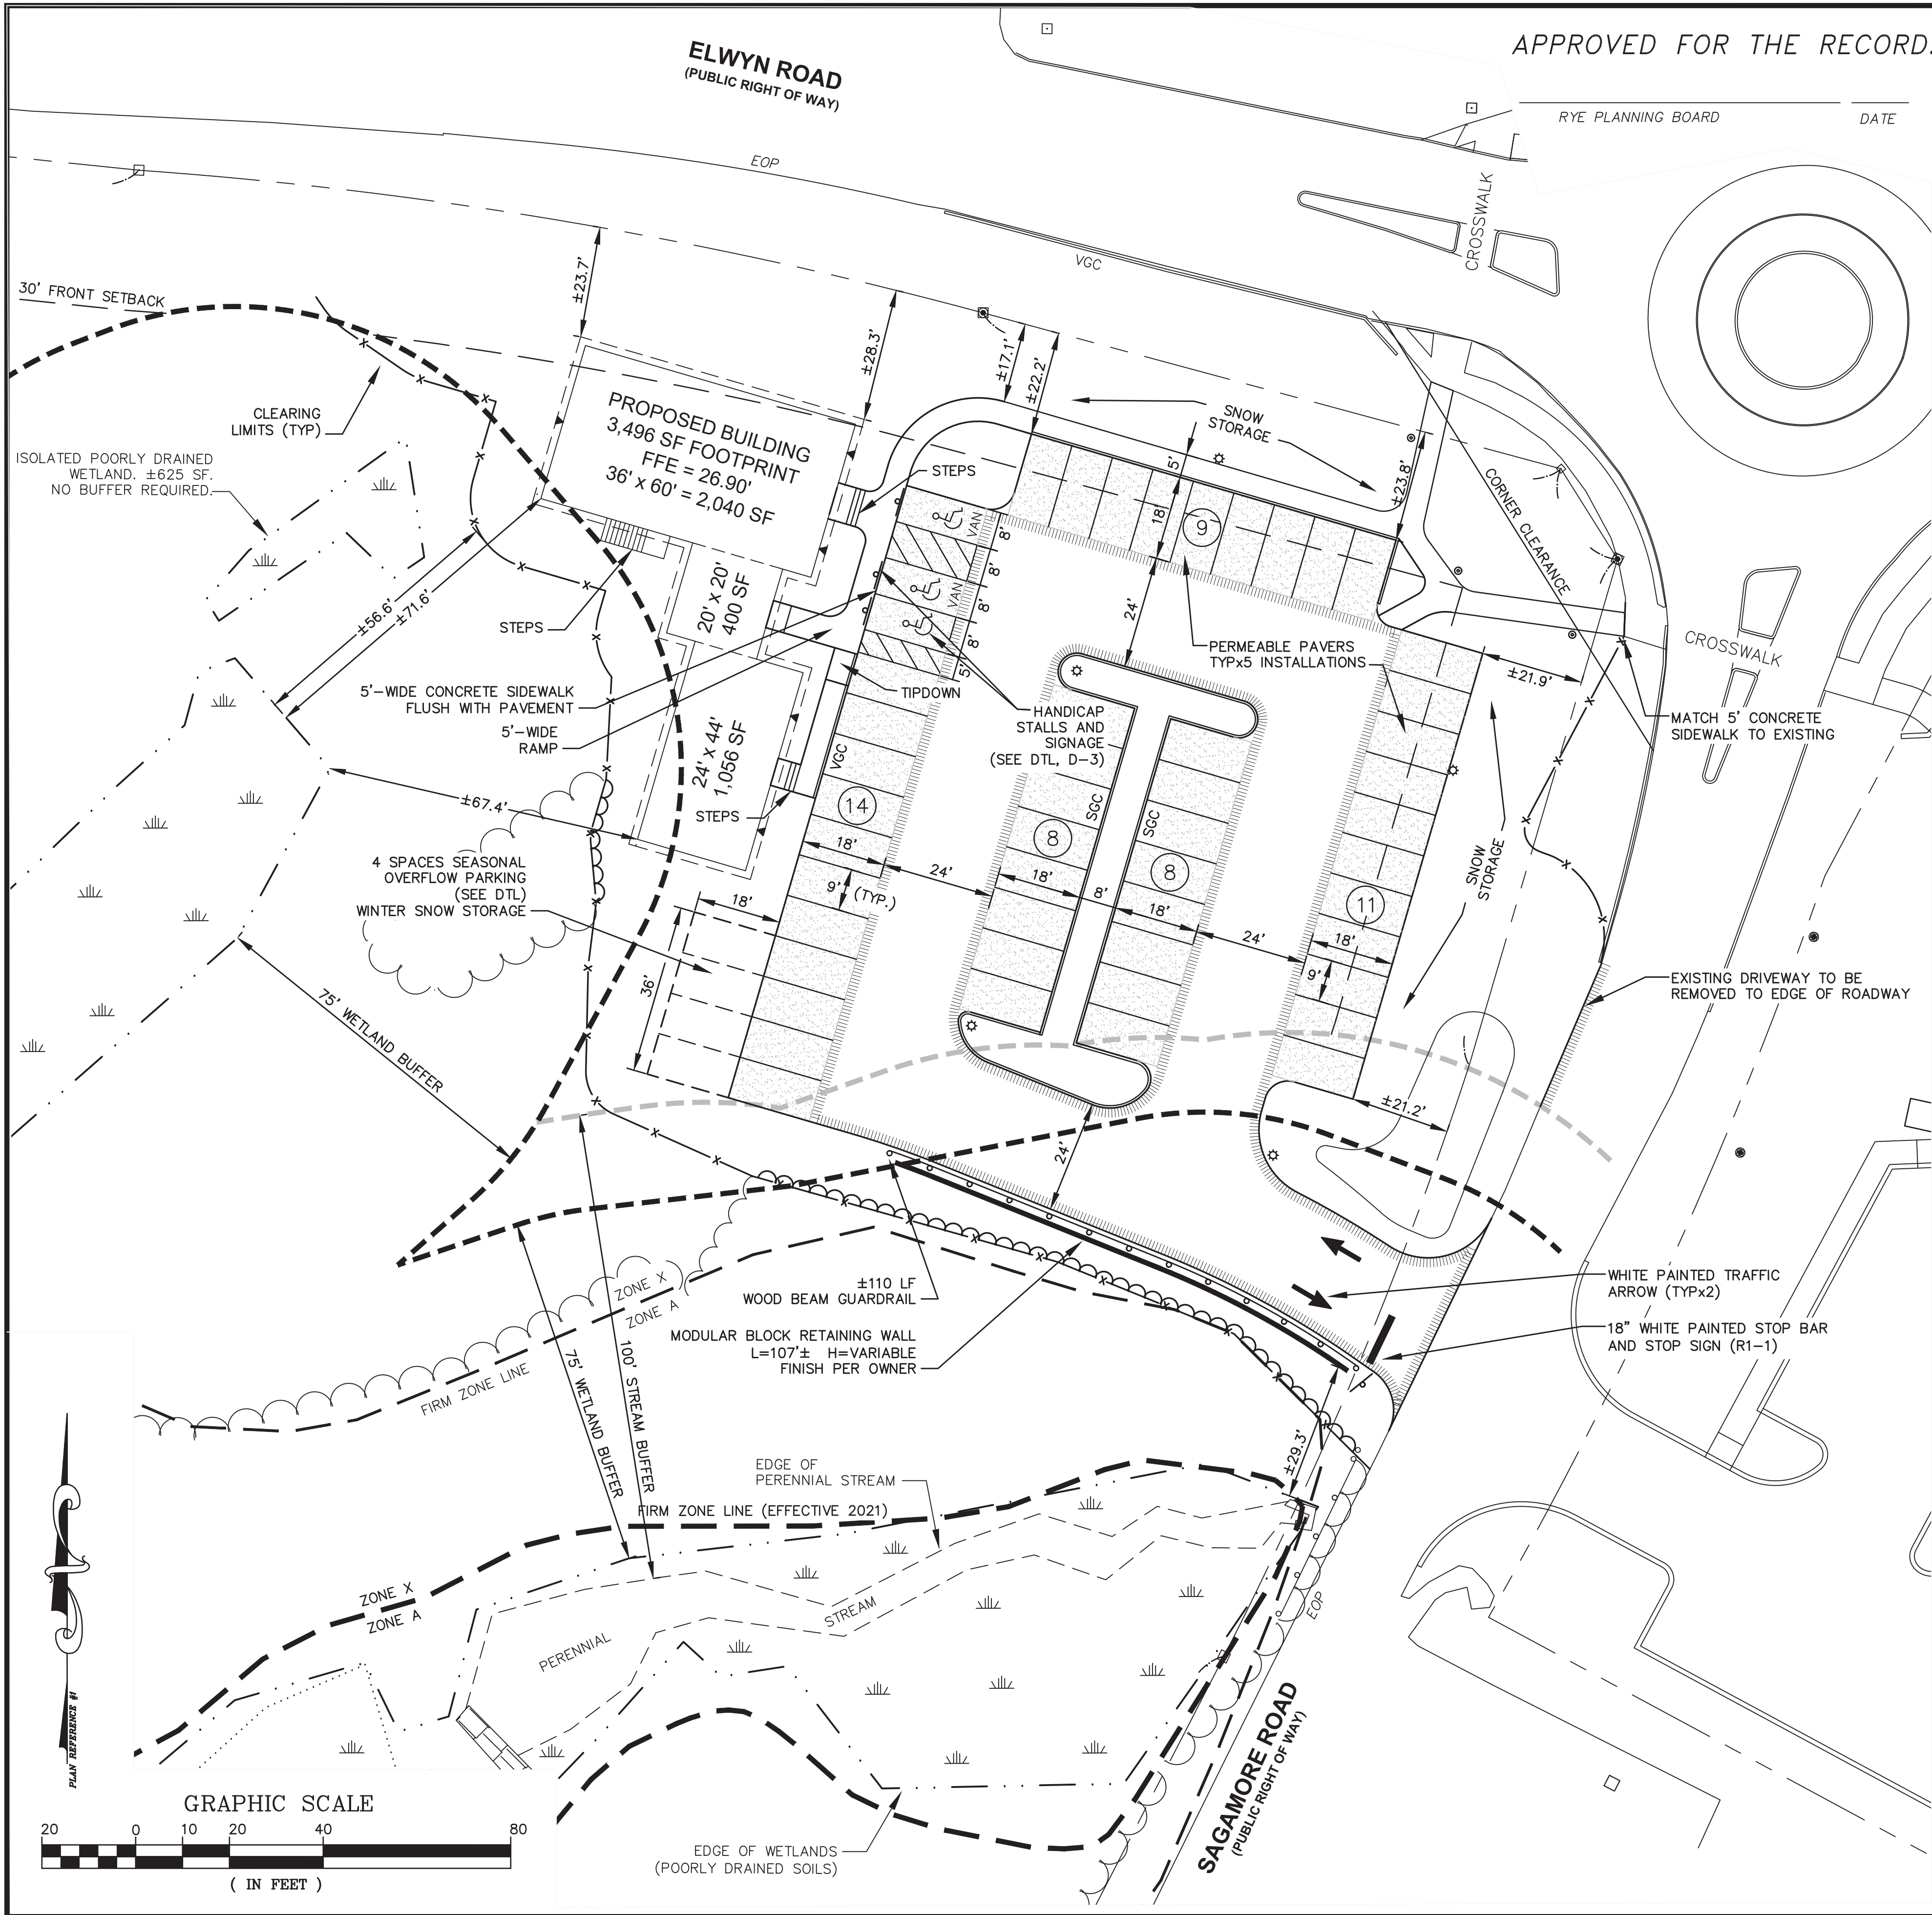 APPROVED FOR THE RECORD.
RYE PLANNING BOARD
DATE
ELWYN ROAD
(PUBLIC RIGHT OF WAY)
EOP
VGC
CROSSWALK
30' FRONT SETBACK
±23.7'
±28.3'
±17.1'
±22.2'
SNOW
STORAGE
±23.8'
CORNER CLEARANCE
CLEARING
LIMITS (TYP)
ISOLATED POORLY DRAINED
WETLAND. ±625 SF.
NO BUFFER REQUIRED.
PROPOSED BUILDING
3,496 SF FOOTPRINT
FFE = 26.90'
36' x 60' = 2,040 SF
STEPS
5'
18'
9
VAN
8'
8'
VAN
8'
8'
5'
24'
±56.6'
±71.6'
STEPS
20' x 20'
400 SF
PERMEABLE PAVERS
TYPx5 INSTALLATIONS
±21.9'
CROSSWALK
5'-WIDE CONCRETE SIDEWALK
FLUSH WITH PAVEMENT
5'-WIDE
RAMP
TIPDOWN
HANDICAP
STALLS AND
SIGNAGE
(SEE DTL, D-3)
MATCH 5' CONCRETE
SIDEWALK TO EXISTING
24' x 44'
1,056 SF
VGC
±67.4'
STEPS
14
SGC
8
SGC
8
SNOW
STORAGE
4 SPACES SEASONAL
OVERFLOW PARKING
(SEE DTL)
WINTER SNOW STORAGE
18'
18'
9' (TYP.)
24'
18'
8'
18'
24'
11
18'
9'
36'
75' WETLAND BUFFER
EXISTING DRIVEWAY TO BE
REMOVED TO EDGE OF ROADWAY
±21.2'
24'
±110 LF
WOOD BEAM GUARDRAIL
ZONE X
ZONE A
FIRM ZONE LINE
MODULAR BLOCK RETAINING WALL
L=107'± H=VARIABLE
FINISH PER OWNER
WHITE PAINTED TRAFFIC
ARROW (TYPx2)
18" WHITE PAINTED STOP BAR
AND STOP SIGN (R1-1)
75' WETLAND BUFFER
100' STREAM BUFFER
±29.3'
EDGE OF
PERENNIAL STREAM
FIRM ZONE LINE (EFFECTIVE 2021)
ZONE X
ZONE A
PERENNIAL
STREAM
EOP
SAGAMORE ROAD
(PUBLIC RIGHT OF WAY)
PLAN REFERENCE #1
GRAPHIC SCALE
20 0 10 20 40 80
( IN FEET )
EDGE OF WETLANDS
(POORLY DRAINED SOILS)